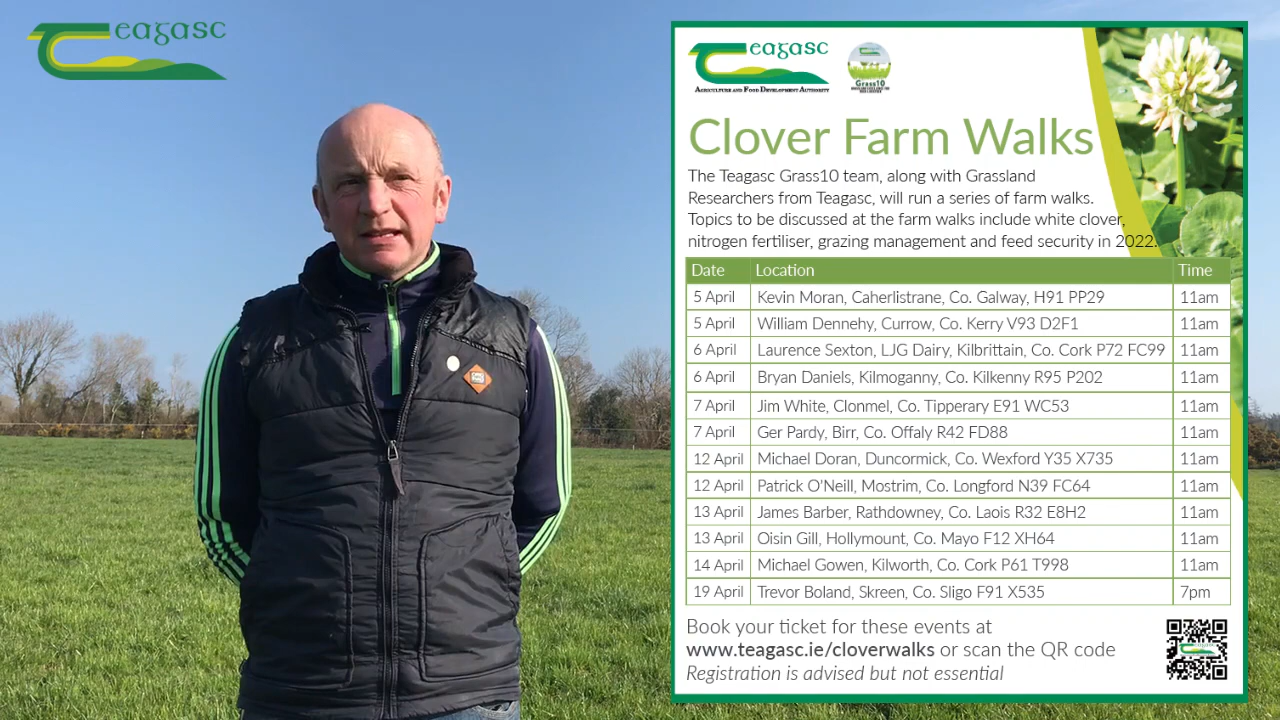 Teagasc
Teagasc
Agriculture and Food Development Authority
Grass10
Clover Farm Walks
The Teagasc Grass10 team, along with Grassland
Researchers from Teagasc, will run a series of farm walks.
Topics to be discussed at the farm walks include white clover,
nitrogen fertiliser, grazing management and feed security in 2022.
Date Location Time
5 April Kevin Moran, Caherlistrane, Co. Galway, H91 PP29 11am
5 April William Dennehy, Currow, Co. Kerry V93 D2F1 11am
6 April Laurence Sexton, LJG Dairy, Kilbrittain, Co. Cork P72 FC99 11am
6 April Bryan Daniels, Kilmoganny, Co. Kilkenny R95 P202 11am
7 April Jim White, Clonmel, Co. Tipperary E91 WC53 11am
7 April Ger Pardy, Birr, Co. Offaly R42 FD88 11am
12 April Michael Doran, Duncormick, Co. Wexford Y35 X735 11am
12 April Patrick O'Neill, Mostrim, Co. Longford N39 FC64 11am
13 April James Barber, Rathdowney, Co. Laois R32 E8H2 11am
13 April Oisin Gill, Hollymount, Co. Mayo F12 XH64 11am
14 April Michael Gowen, Kilworth, Co. Cork P61 T998 11am
19 April Trevor Boland, Skreen, Co. Sligo F91 X535 7pm
Book your ticket for these events at
www.teagasc.ie/cloverwalks or scan the QR code
Registration is advised but not essential